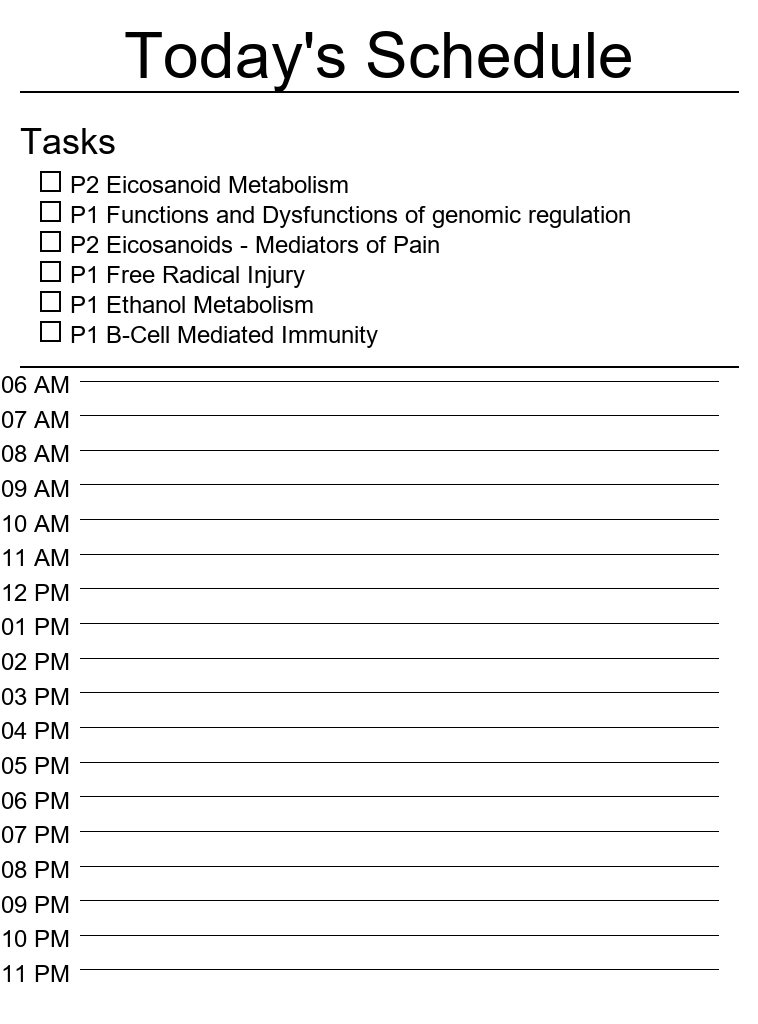 Today's Schedule
Tasks
P2 Eicosanoid Metabolism
P1 Functions and Dysfunctions of genomic regulation
P2 Eicosanoids - Mediators of Pain
P1 Free Radical Injury
P1 Ethanol Metabolism
P1 B-Cell Mediated Immunity
06 AM
07 AM
08 AM
09 AM
10 AM
11 AM
12 PM
01 PM
02 PM
03 PM
04 PM
05 PM
06 PM
07 PM
08 PM
09 PM
10 PM
11 PM